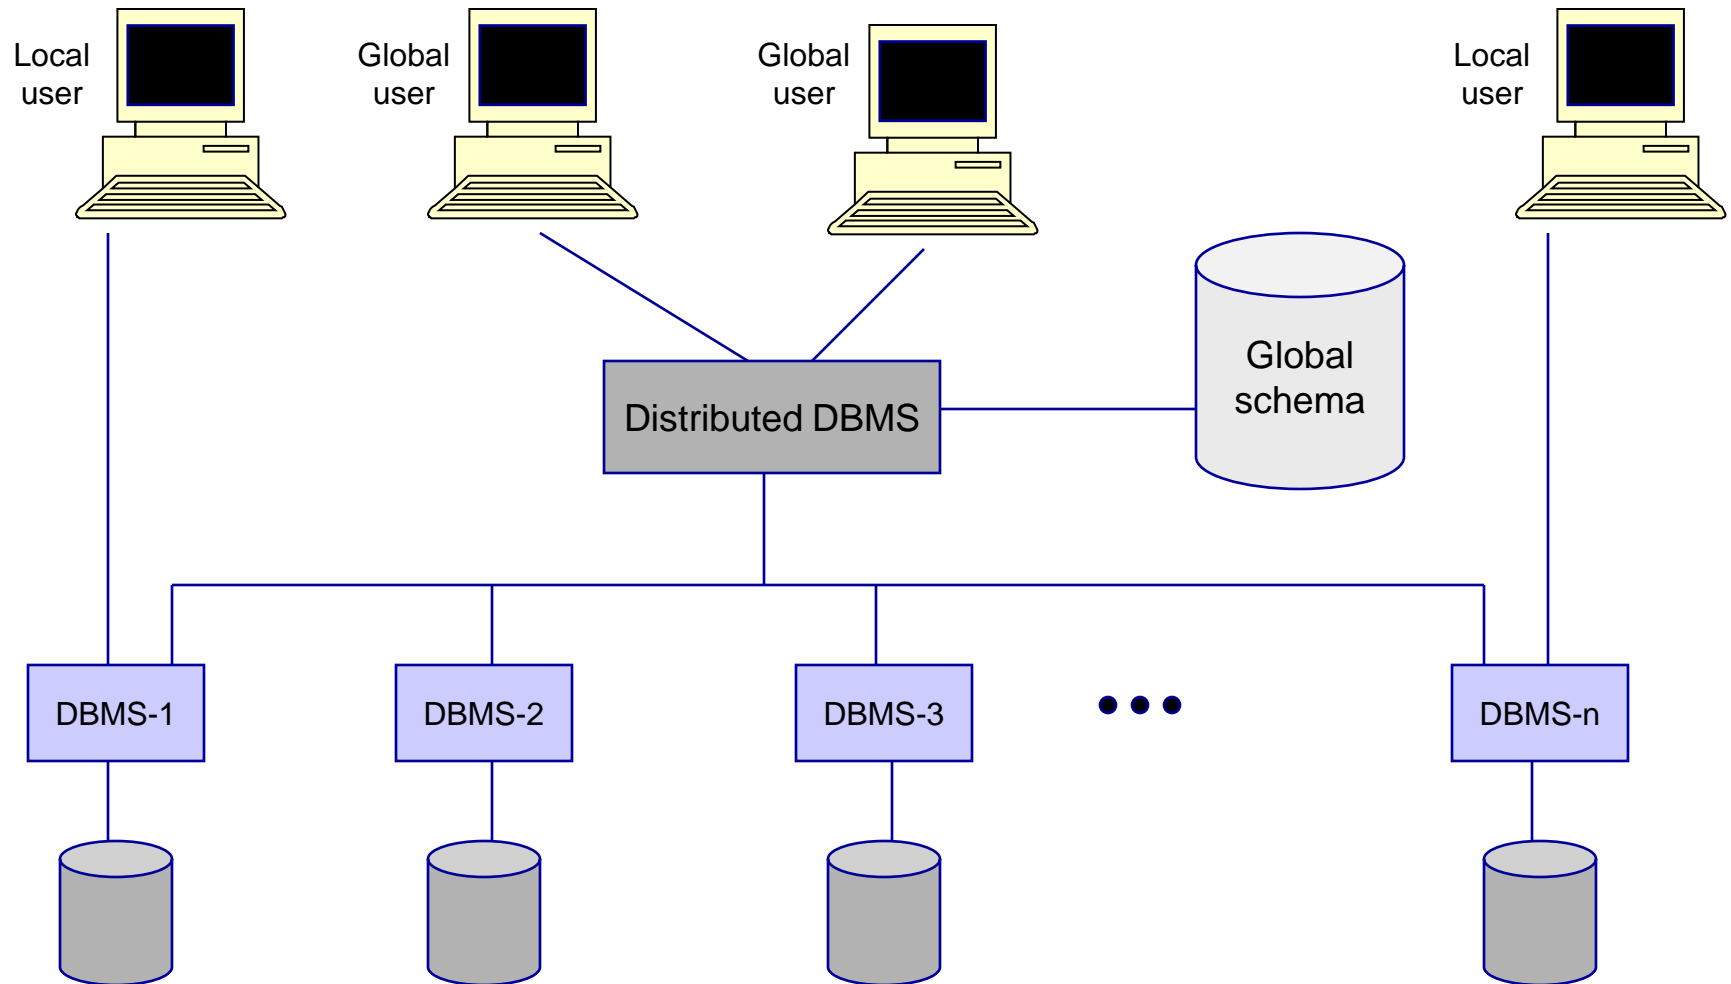 Local
user
Global
user
Global
user
Local
user
Global
schema
Distributed DBMS
DBMS-1
DBMS-2
DBMS-3
DBMS-n